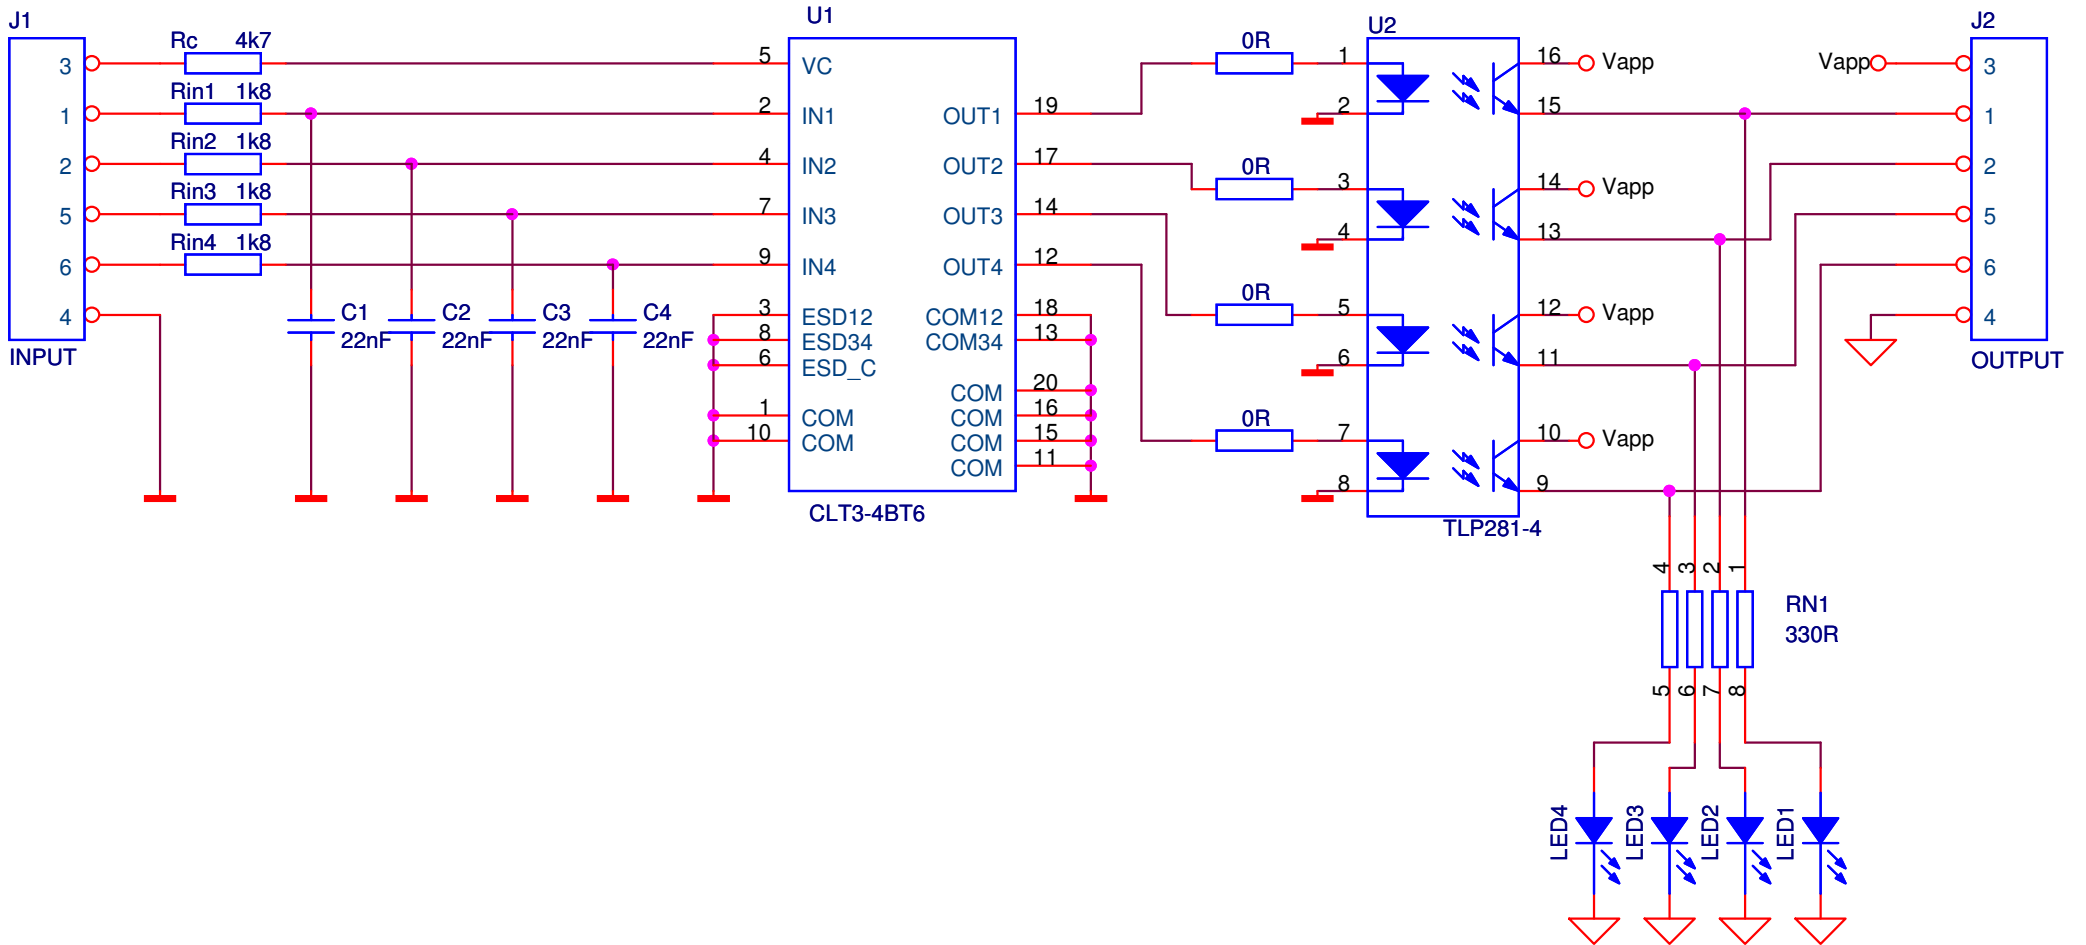 J1
U1
U2
J2
Rc 4k7
0R
3
5
VC
1
16
Vapp
Vapp
3
Rin1 1k8
1
2
IN1
OUT1
19
2
15
1
Rin2 1k8
2
4
IN2
OUT2
17
0R
3
14
Vapp
2
Rin3 1k8
5
7
IN3
OUT3
14
4
13
5
Rin4 1k8
6
9
IN4
OUT4
12
0R
5
12
Vapp
6
4
C1
22nF
C2
22nF
C3
22nF
C4
22nF
3
ESD12
COM12
18
4
8
ESD34
COM34
13
INPUT
6
ESD_C
6
11
OUTPUT
COM
20
1
COM
COM
16
0R
7
10
Vapp
10
COM
COM
15
COM
11
8
9
CLT3-4BT6
TLP281-4
4
3
2
1
RN1
330R
5
6
7
8
LED4
LED3
LED2
LED1